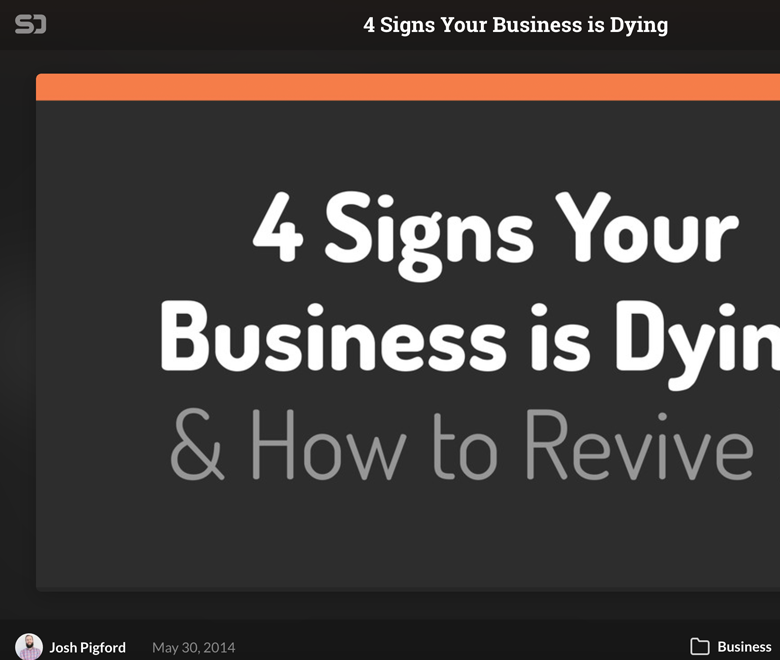 SD
4 Signs Your Business is Dying
4 Signs Your
Business is Dyin
& How to Revive
Josh Pigford
May 30, 2014
Business